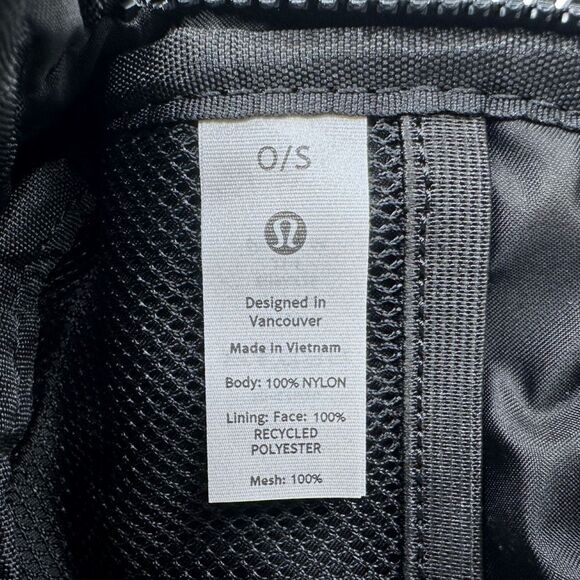 O/S
Designed in
Vancouver
Made in Vietnam
Body: 100% NYLON
Lining: Face: 100%
RECYCLED
POLYESTER
Mesh: 100%